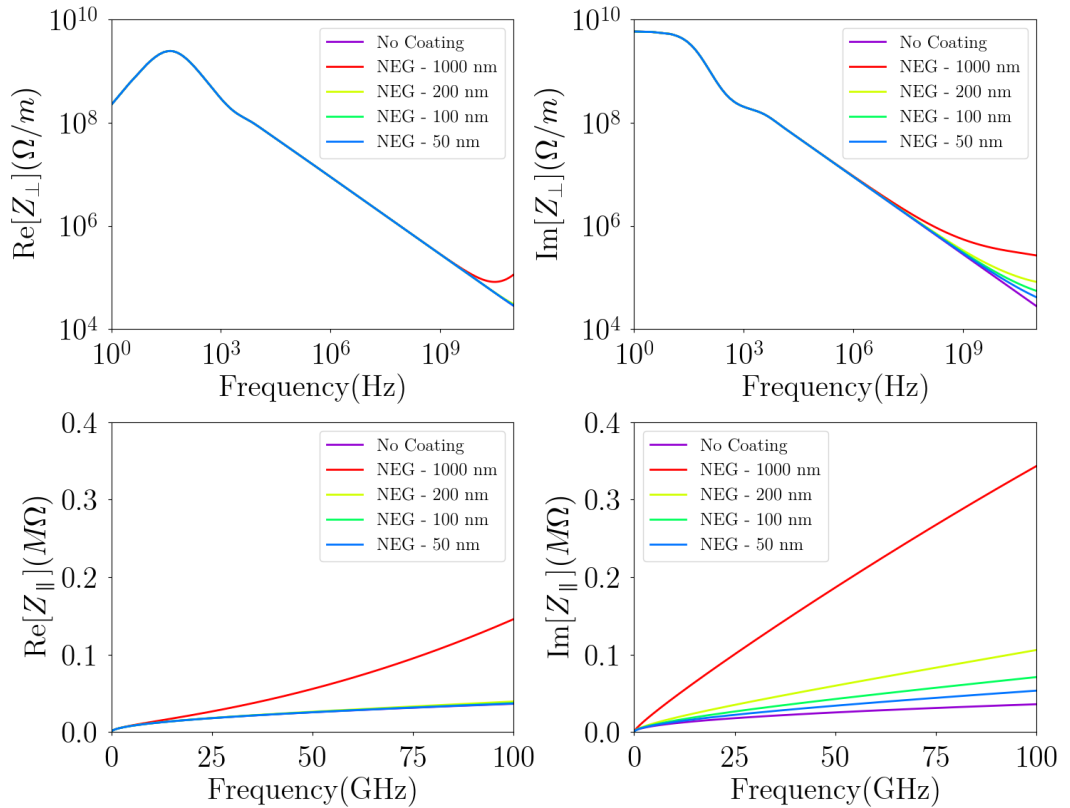 Re[Z⊥](Ω/m)
10^10
10^8
10^6
10^4
No Coating
NEG - 1000 nm
NEG - 200 nm
NEG - 100 nm
NEG - 50 nm
10^0 10^3 10^6 10^9
Frequency(Hz)
Im[Z⊥](Ω/m)
10^10
10^8
10^6
10^4
No Coating
NEG - 1000 nm
NEG - 200 nm
NEG - 100 nm
NEG - 50 nm
10^0 10^3 10^6 10^9
Frequency(Hz)
Re[Z∥](MΩ)
0.4
0.3
0.2
0.1
0.0
No Coating
NEG - 1000 nm
NEG - 200 nm
NEG - 100 nm
NEG - 50 nm
0 25 50 75 100
Frequency(GHz)
Im[Z∥](MΩ)
0.4
0.3
0.2
0.1
0.0
No Coating
NEG - 1000 nm
NEG - 200 nm
NEG - 100 nm
NEG - 50 nm
0 25 50 75 100
Frequency(GHz)